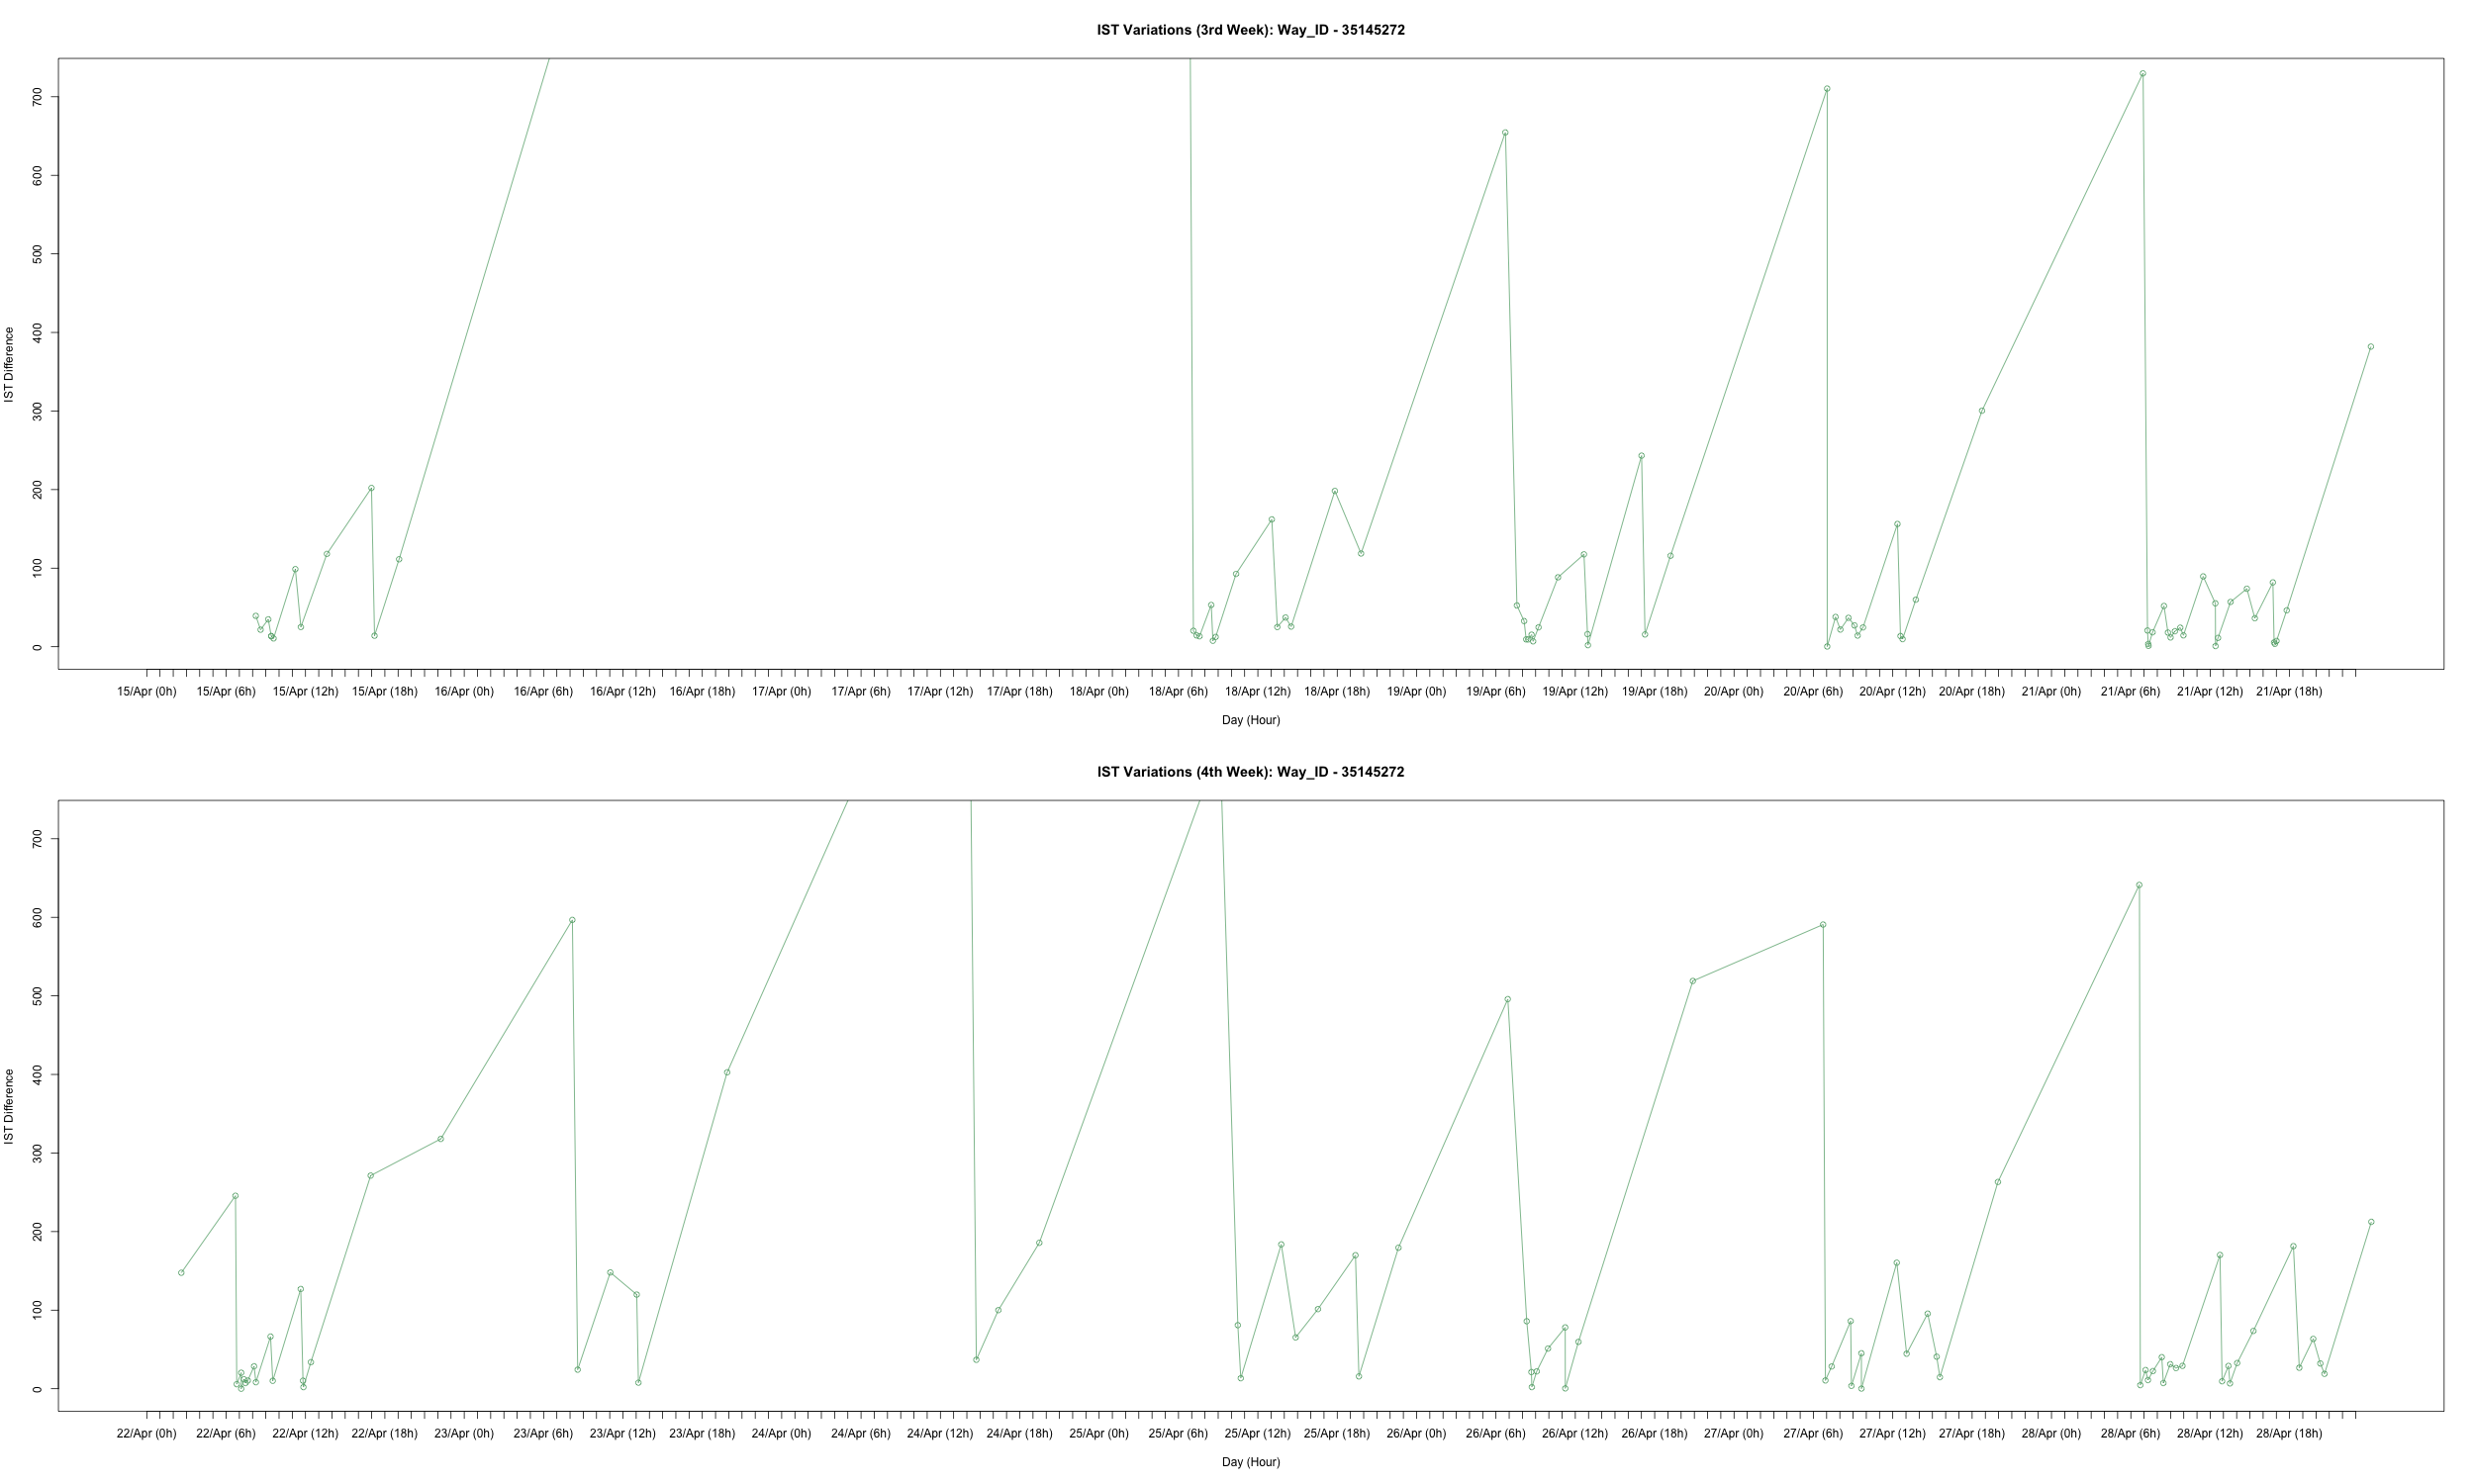 IST Variations (3rd Week): Way_ID - 35145272
700
600
500
400
300
200
100
0
IST Difference
15/Apr (0h) 15/Apr (6h) 15/Apr (12h) 15/Apr (18h) 16/Apr (0h) 16/Apr (6h) 16/Apr (12h) 16/Apr (18h) 17/Apr (0h) 17/Apr (6h) 17/Apr (12h) 17/Apr (18h) 18/Apr (0h) 18/Apr (6h) 18/Apr (12h) 18/Apr (18h) 19/Apr (0h) 19/Apr (6h) 19/Apr (12h) 19/Apr (18h) 20/Apr (0h) 20/Apr (6h) 20/Apr (12h) 20/Apr (18h) 21/Apr (0h) 21/Apr (6h) 21/Apr (12h) 21/Apr (18h)
Day (Hour)
IST Variations (4th Week): Way_ID - 35145272
700
600
500
400
300
200
100
0
IST Difference
22/Apr (0h) 22/Apr (6h) 22/Apr (12h) 22/Apr (18h) 23/Apr (0h) 23/Apr (6h) 23/Apr (12h) 23/Apr (18h) 24/Apr (0h) 24/Apr (6h) 24/Apr (12h) 24/Apr (18h) 25/Apr (0h) 25/Apr (6h) 25/Apr (12h) 25/Apr (18h) 26/Apr (0h) 26/Apr (6h) 26/Apr (12h) 26/Apr (18h) 27/Apr (0h) 27/Apr (6h) 27/Apr (12h) 27/Apr (18h) 28/Apr (0h) 28/Apr (6h) 28/Apr (12h) 28/Apr (18h)
Day (Hour)